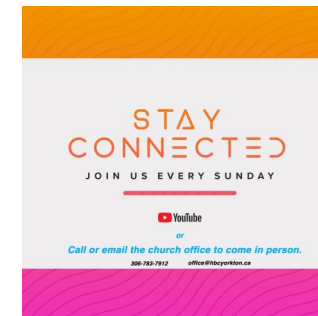 STAY
CONNECTED
JOIN US EVERY SUNDAY
YouTube
or
Call or email the church office to come in person.
306-783-7912 office@hbcyorkton.ca